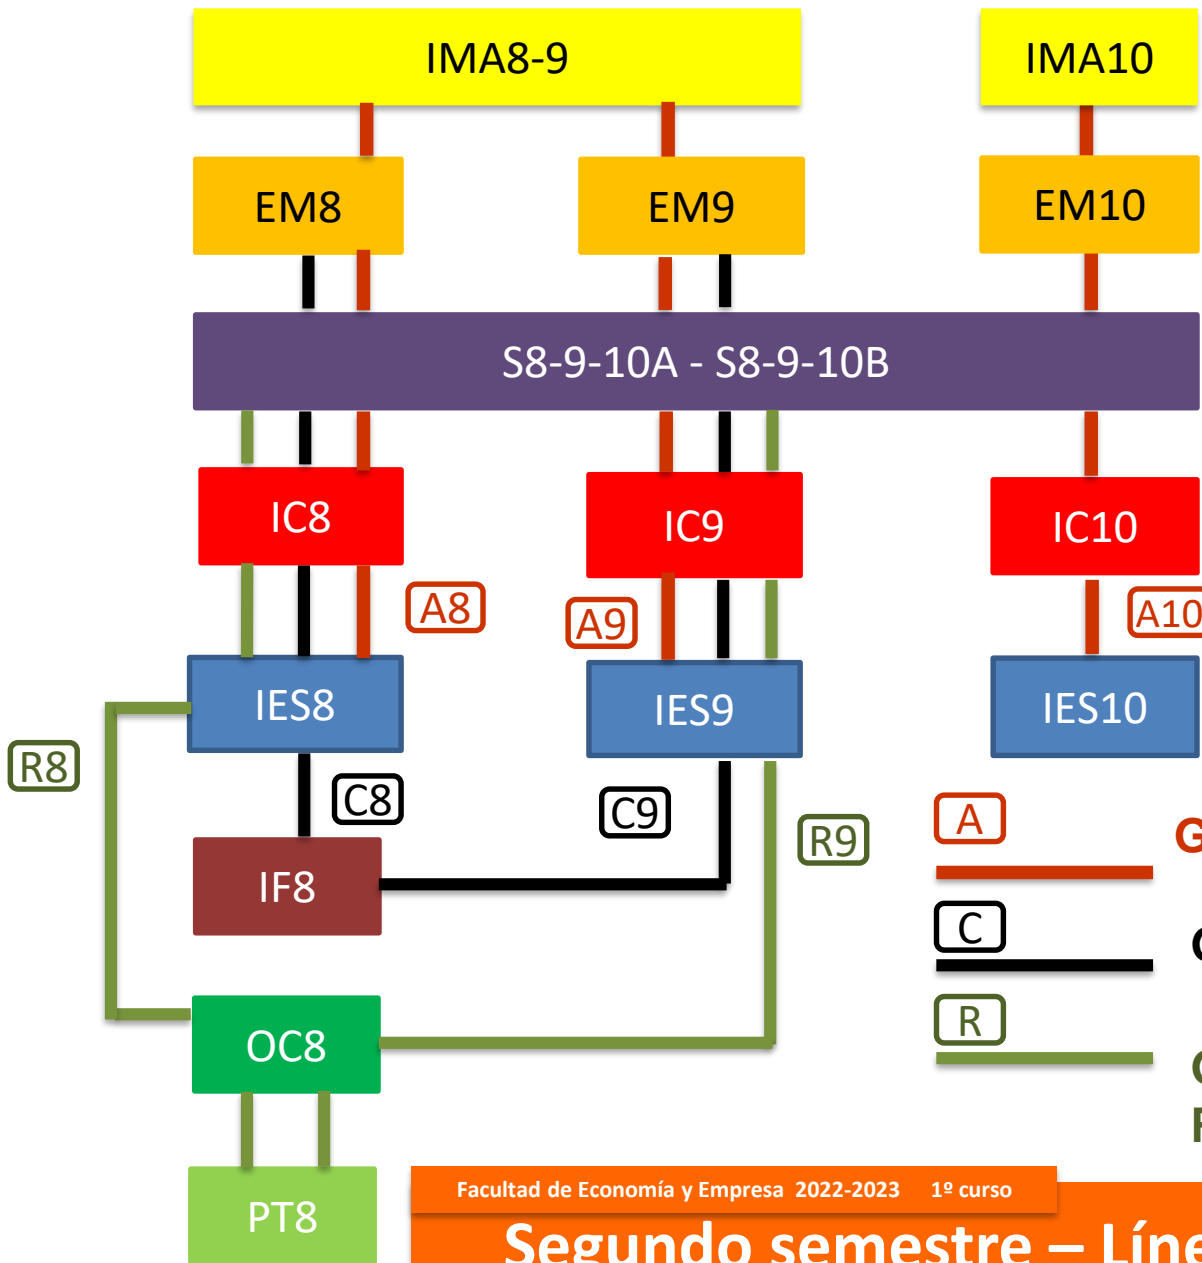 IMA8-9
IMA10
EM8
EM9
EM10
S8-9-10A - S8-9-10B
IC8
IC9
IC10
A8
A9
A10
IES8
IES9
IES10
R8
C8
C9
R9
A
G
IF8
C
R
OC8
PT8
Facultad de Economía y Empresa 2022-2023 1º curso
Segundo semestre –